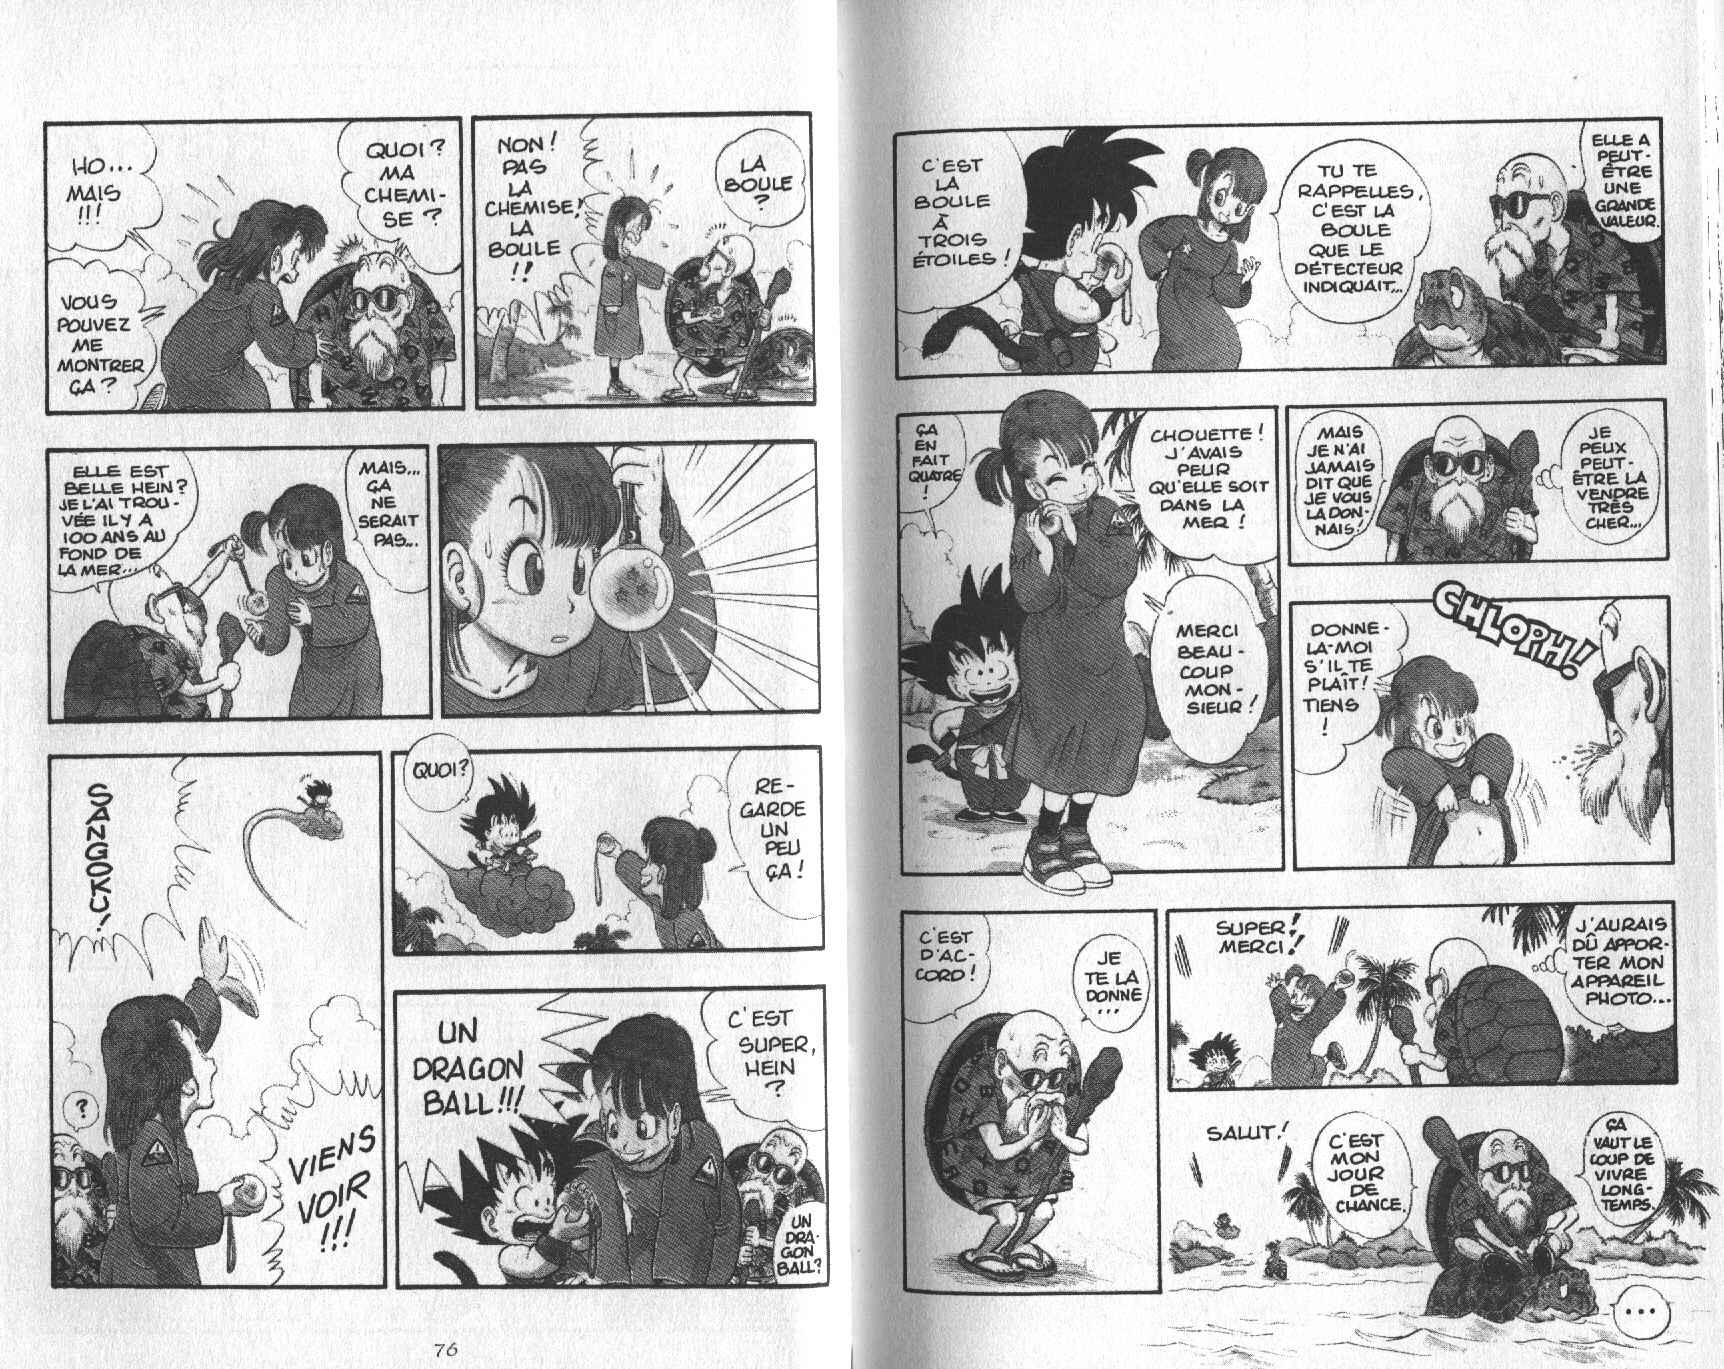 HO...
MAIS
!!!
VOUS
POUVEZ
ME
MONTRER
ÇA ?
QUOI ?
MA
CHEMI-
SE ?
NON !
PAS
LA
CHEMISE!
LA
BOULE
!!
LA
BOULE
?
ELLE EST
BELLE HEIN?
JE L'AI TROU-
VÉE IL Y A
100 ANS AU
FOND DE
LA MER...
MAIS...
ÇA
NE
SERAIT
PAS...
SANGOKU!
?
VIENS
VOIR
!!!
QUOI?
RE-
GARDE
UN
PEU
ÇA !
UN
DRAGON
BALL!!!
C'EST
SUPER,
HEIN
?
UN
DRA-
GON
BALL?
76
C'EST
LA
BOULE
À
TROIS
ÉTOILES !
TU TE
RAPPELLES,
C'EST LA
BOULE
QUE LE
DÉTECTEUR
INDIQUAIT...
ELLE A
PEUT-
ÊTRE
UNE
GRANDE
VALEUR.
ÇA
EN
FAIT
QUATRE
!
CHOUETTE !
J'AVAIS
PEUR
QU'ELLE SOIT
DANS LA
MER !
MERCI
BEAU-
COUP
MON-
SIEUR !
MAIS
JE N'AI
JAMAIS
DIT QUE
JE VOUS
LA DON-
NAIS!
JE
PEUX
PEUT-
ÊTRE LA
VENDRE
TRÈS
CHER...
DONNE-
LA-MOI
S'IL TE
PLAÎT!
TIENS
!
CHLOPH!
C'EST
D'AC-
CORD !
JE
TE LA
DONNE
...
SUPER!
MERCI!
J'AURAIS
DÛ APPOR-
TER MON
APPAREIL
PHOTO...
SALUT!
C'EST
MON
JOUR
DE
CHANCE.
ÇA
VAUT LE
COUP DE
VIVRE
LONG-
TEMPS.
...